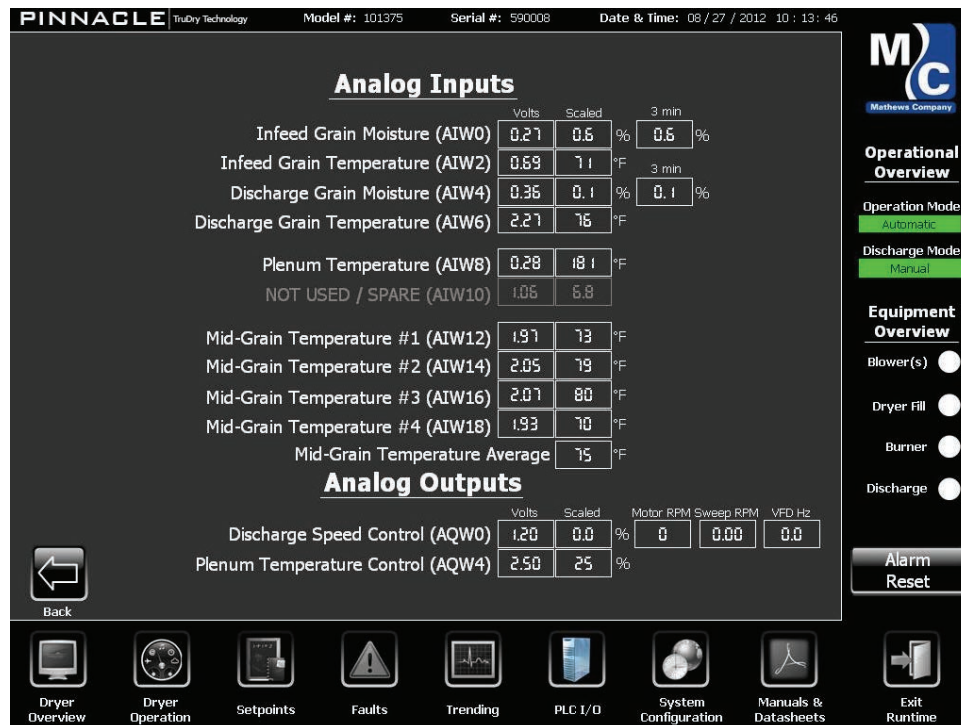 PINNACLE TruDry Technology Model #: 101375 Serial #: 590008 Date & Time: 08 / 27 / 2012 10 : 13 : 46
MC
Mathews Company
Analog Inputs
Volts Scaled 3 min
Infeed Grain Moisture (AIW0) 0.27 0.6 % 0.6 %
Infeed Grain Temperature (AIW2) 0.69 71 °F
3 min
Discharge Grain Moisture (AIW4) 0.36 0.1 % 0.1 %
Discharge Grain Temperature (AIW6) 2.27 76 °F
Plenum Temperature (AIW8) 0.28 181 °F
NOT USED / SPARE (AIW10) 1.06 6.8
Mid-Grain Temperature #1 (AIW12) 1.97 73 °F
Mid-Grain Temperature #2 (AIW14) 2.05 79 °F
Mid-Grain Temperature #3 (AIW16) 2.07 80 °F
Mid-Grain Temperature #4 (AIW18) 1.93 70 °F
Mid-Grain Temperature Average 75 °F
Analog Outputs
Volts Scaled Motor RPM Sweep RPM VFD Hz
Discharge Speed Control (AQW0) 1.20 0.0 % 0 0.00 0.0
Plenum Temperature Control (AQW4) 2.50 25 %
Back
Operational
Overview
Operation Mode
Automatic
Discharge Mode
Manual
Equipment
Overview
Blower(s)
Dryer Fill
Burner
Discharge
Alarm
Reset
Dryer
Overview
Dryer
Operation
Setpoints
Faults
Trending
PLC I/O
System
Configuration
Manuals &
Datasheets
Exit
Runtime